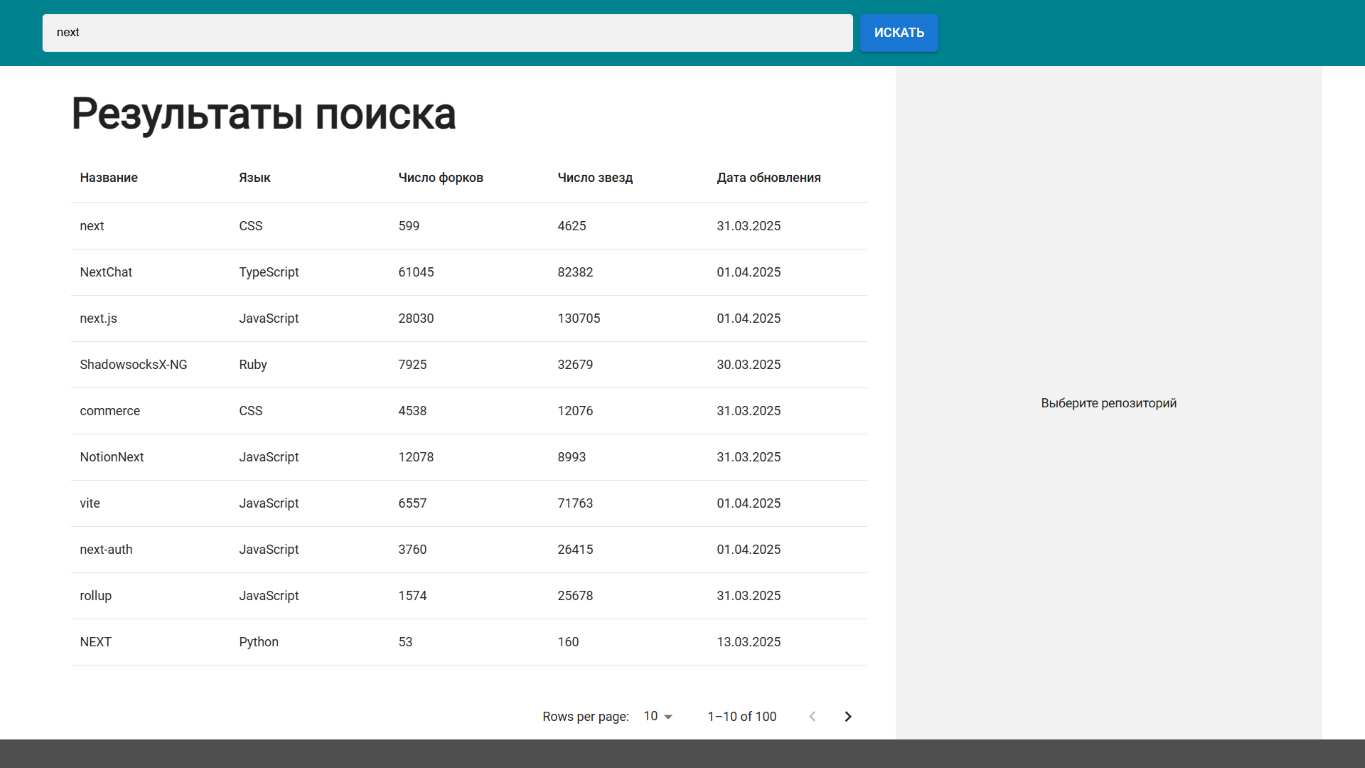 next
ИСКАТЬ
Результаты поиска
Название Язык Число форков Число звезд Дата обновления
next CSS 599 4625 31.03.2025
NextChat TypeScript 61045 82382 01.04.2025
next.js JavaScript 28030 130705 01.04.2025
ShadowsocksX-NG Ruby 7925 32679 30.03.2025
commerce CSS 4538 12076 31.03.2025
NotionNext JavaScript 12078 8993 31.03.2025
vite JavaScript 6557 71763 01.04.2025
next-auth JavaScript 3760 26415 01.04.2025
rollup JavaScript 1574 25678 31.03.2025
NEXT Python 53 160 13.03.2025
Rows per page: 10 1–10 of 100
Выберите репозиторий